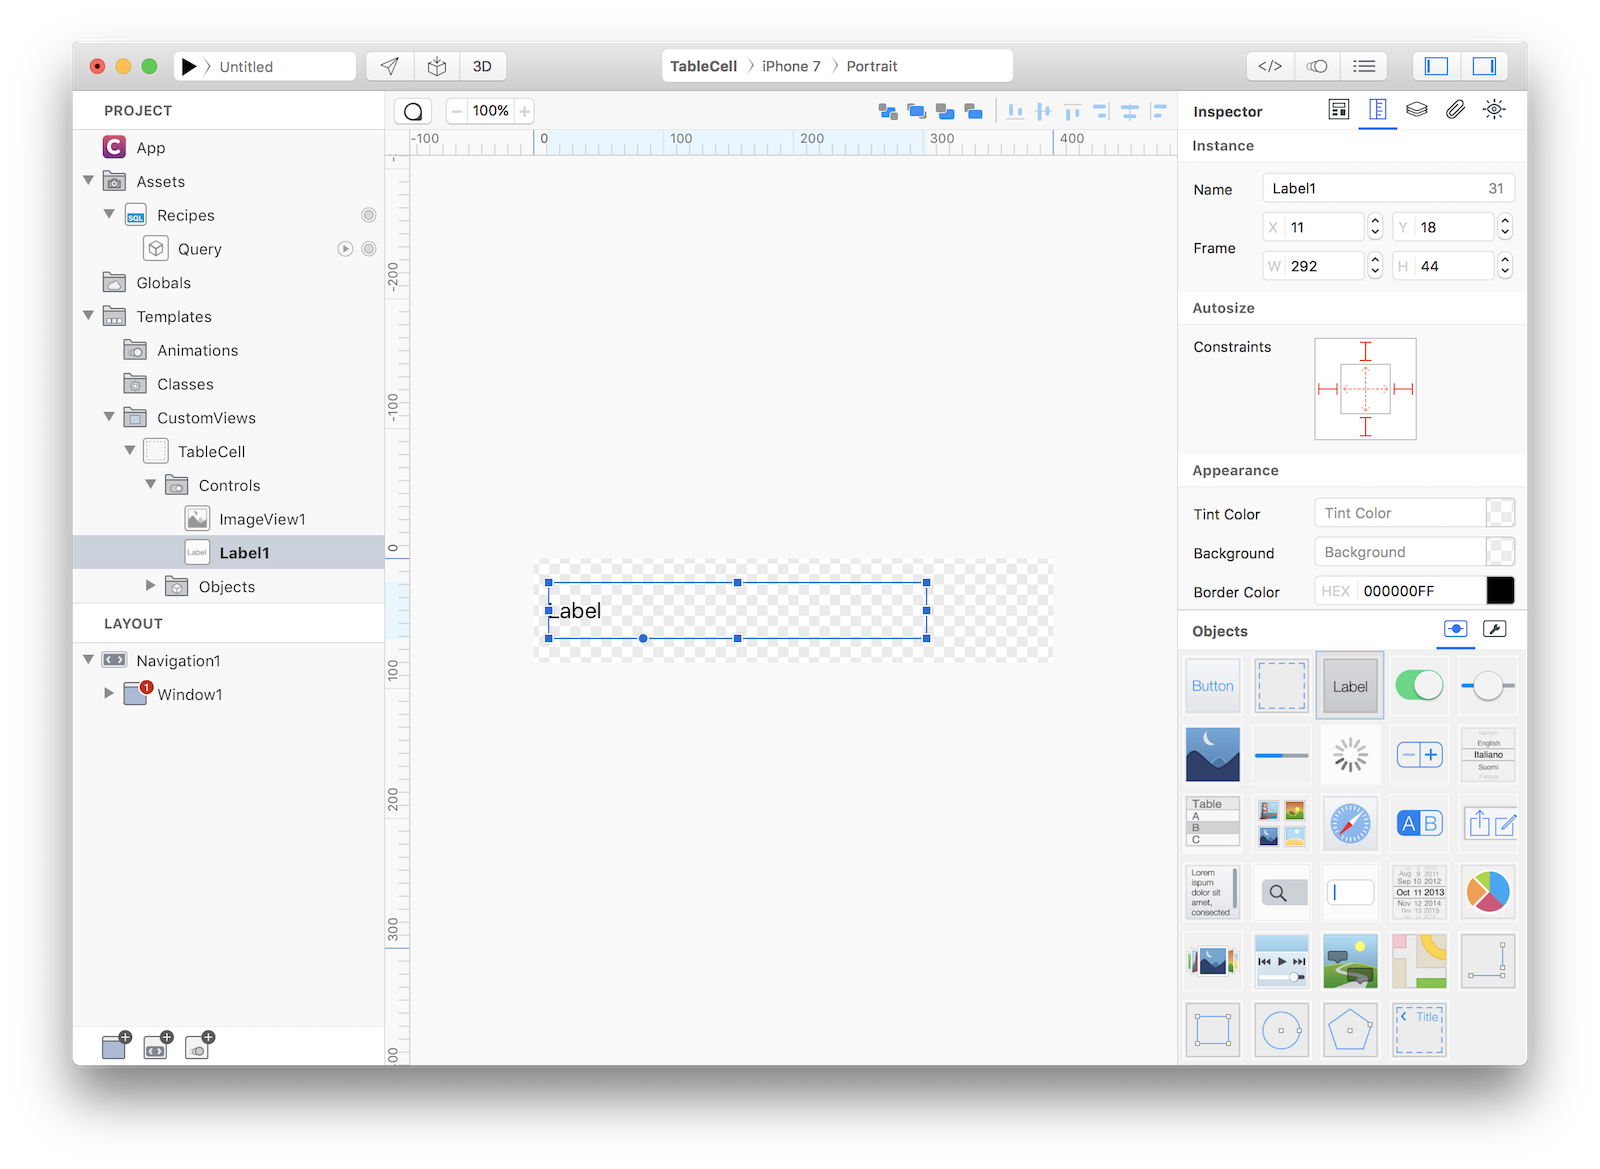 Untitled
3D
TableCell
iPhone 7
Portrait
</>
PROJECT
App
Assets
SQL
Recipes
Query
Globals
Templates
Animations
Classes
CustomViews
TableCell
Controls
ImageView1
Label
Label1
Objects
LAYOUT
Navigation1
1
Window1
100%
-100
0
100
200
300
400
-200
-100
0
100
200
300
00
Label
Inspector
Instance
Name
Label1
31
Frame
X 11
Y 18
W 292
H 44
Autosize
Constraints
Appearance
Tint Color
Tint Color
Background
Background
Border Color
HEX 000000FF
Objects
Button
Label
English
Italiano
Suomi
Table
A
B
C
A B
Lorem
ispum
dolor sit
amet,
consected
Aug 9 2011
Sep 10 2012
Oct 11 2013
Nov 12 2014
Dec 13 2015
Title